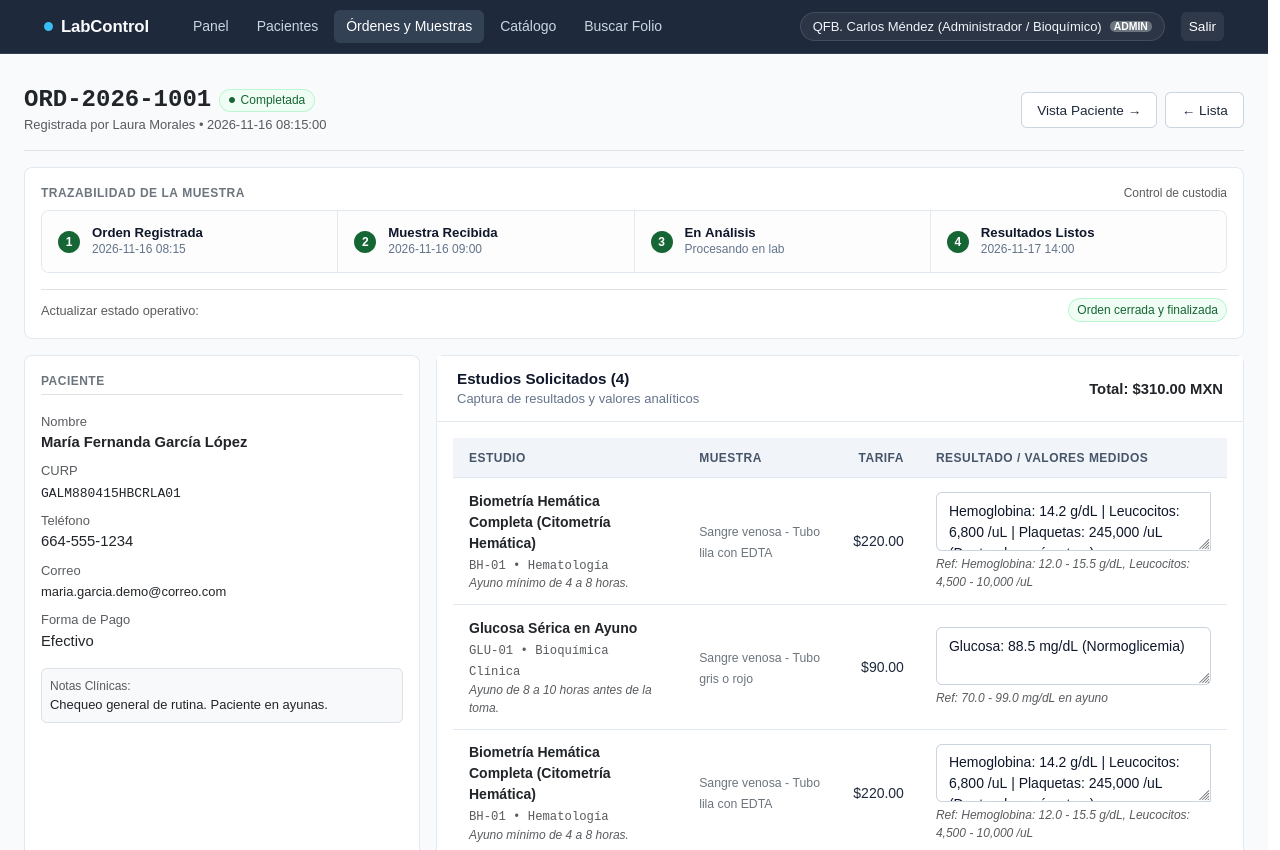 LabControl
Panel
Pacientes
Órdenes y Muestras
Catálogo
Buscar Folio
QFB. Carlos Méndez (Administrador / Bioquímico) ADMIN
Salir
ORD-2026-1001
Completada
Registrada por Laura Morales • 2026-11-16 08:15:00
Vista Paciente →
← Lista
TRAZABILIDAD DE LA MUESTRA
Control de custodia
1
Orden Registrada
2026-11-16 08:15
2
Muestra Recibida
2026-11-16 09:00
3
En Análisis
Procesando en lab
4
Resultados Listos
2026-11-17 14:00
Actualizar estado operativo:
Orden cerrada y finalizada
PACIENTE
Nombre
María Fernanda García López
CURP
GALM880415HBCRLA01
Teléfono
664-555-1234
Correo
maria.garcia.demo@correo.com
Forma de Pago
Efectivo
Notas Clínicas:
Chequeo general de rutina. Paciente en ayunas.
Estudios Solicitados (4)
Captura de resultados y valores analíticos
Total: $310.00 MXN
ESTUDIO
MUESTRA
TARIFA
RESULTADO / VALORES MEDIDOS
Biometría Hemática
Completa (Citometría
Hemática)
BH-01 • Hematología
Ayuno mínimo de 4 a 8 horas.
Sangre venosa - Tubo
lila con EDTA
$220.00
Hemoglobina: 14.2 g/dL | Leucocitos:
6,800 /uL | Plaquetas: 245,000 /uL
Ref: Hemoglobina: 12.0 - 15.5 g/dL, Leucocitos:
4,500 - 10,000 /uL
Glucosa Sérica en Ayuno
GLU-01 • Bioquímica
Clínica
Ayuno de 8 a 10 horas antes de la
toma.
Sangre venosa - Tubo
gris o rojo
$90.00
Glucosa: 88.5 mg/dL (Normoglicemia)
Ref: 70.0 - 99.0 mg/dL en ayuno
Biometría Hemática
Completa (Citometría
Hemática)
BH-01 • Hematología
Ayuno mínimo de 4 a 8 horas.
Sangre venosa - Tubo
lila con EDTA
$220.00
Hemoglobina: 14.2 g/dL | Leucocitos:
6,800 /uL | Plaquetas: 245,000 /uL
Ref: Hemoglobina: 12.0 - 15.5 g/dL, Leucocitos:
4,500 - 10,000 /uL